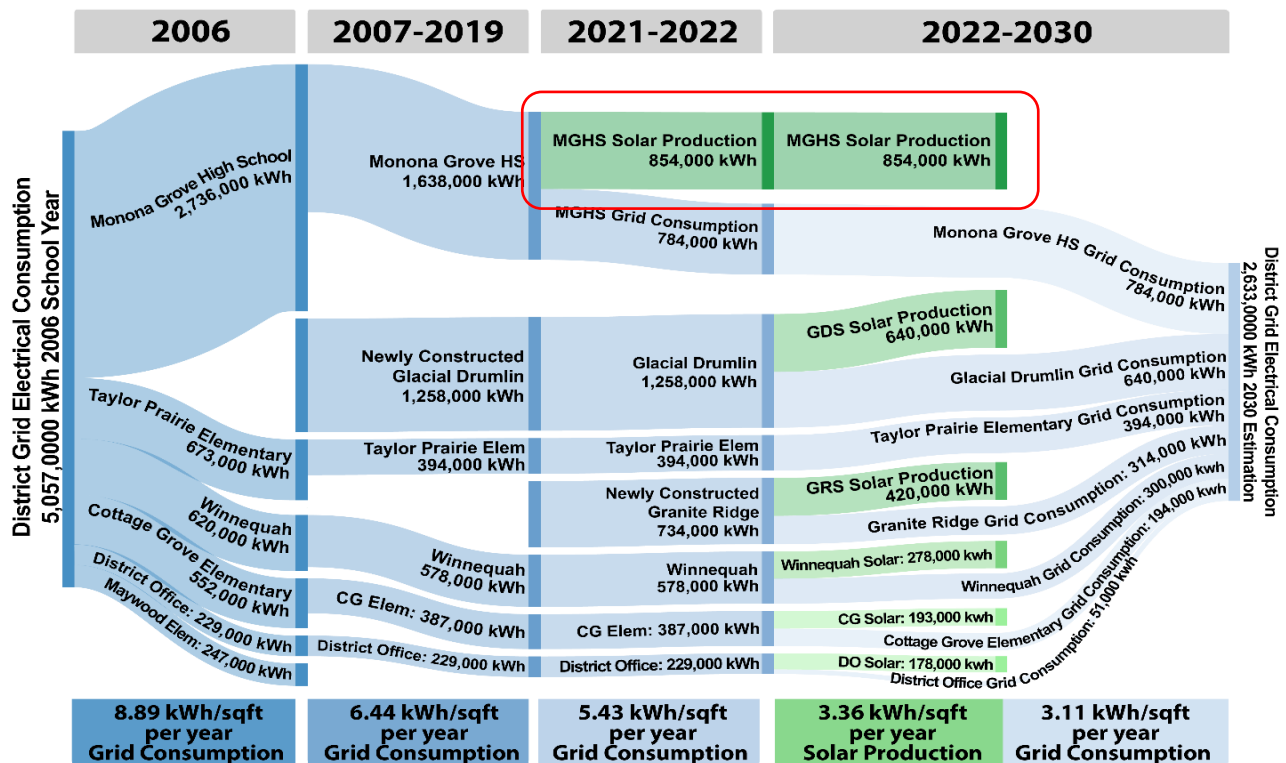 2006
2007-2019
2021-2022
2022-2030
District Grid Electrical Consumption
5,057,0000 kWh 2006 School Year
Monona Grove High School
2,736,000 kWh
Taylor Prairie Elementary
673,000 kWh
Winnequah
620,000 kWh
Cottage Grove Elementary
552,000 kWh
District Office: 229,000 kWh
Maywood Elem: 247,000 kWh
Monona Grove HS
1,638,000 kWh
Newly Constructed
Glacial Drumlin
1,258,000 kWh
Taylor Prairie Elem
394,000 kWh
Winnequah
578,000 kWh
CG Elem: 387,000 kWh
District Office: 229,000 kWh
MGHS Solar Production
854,000 kWh
MGHS Grid Consumption
784,000 kWh
Glacial Drumlin
1,258,000 kWh
Taylor Prairie Elem
394,000 kWh
Newly Constructed
Granite Ridge
734,000 kWh
Winnequah
578,000 kWh
CG Elem: 387,000 kWh
District Office: 229,000 kWh
MGHS Solar Production
854,000 kWh
Monona Grove HS Grid Consumption
784,000 kWh
GDS Solar Production
640,000 kWh
Glacial Drumlin Grid Consumption
640,000 kWh
Taylor Prairie Elementary Grid Consumption
394,000 kWh
GRS Solar Production
420,000 kWh
Granite Ridge Grid Consumption: 314,000 kWh
Winnequah Solar: 278,000 kwh
Winnequah Grid Consumption: 300,000 kwh
CG Solar: 193,000 kwh
Cottage Grove Elementary Grid Consumption: 194,000 kwh
DO Solar: 178,000 kwh
District Office Grid Consumption: 51,000 kwh
District Grid Electrical Consumption
2,633,0000 kWh 2030 Estimation
8.89 kWh/sqft
per year
Grid Consumption
6.44 kWh/sqft
per year
Grid Consumption
5.43 kWh/sqft
per year
Grid Consumption
3.36 kWh/sqft
per year
Solar Production
3.11 kWh/sqft
per year
Grid Consumption